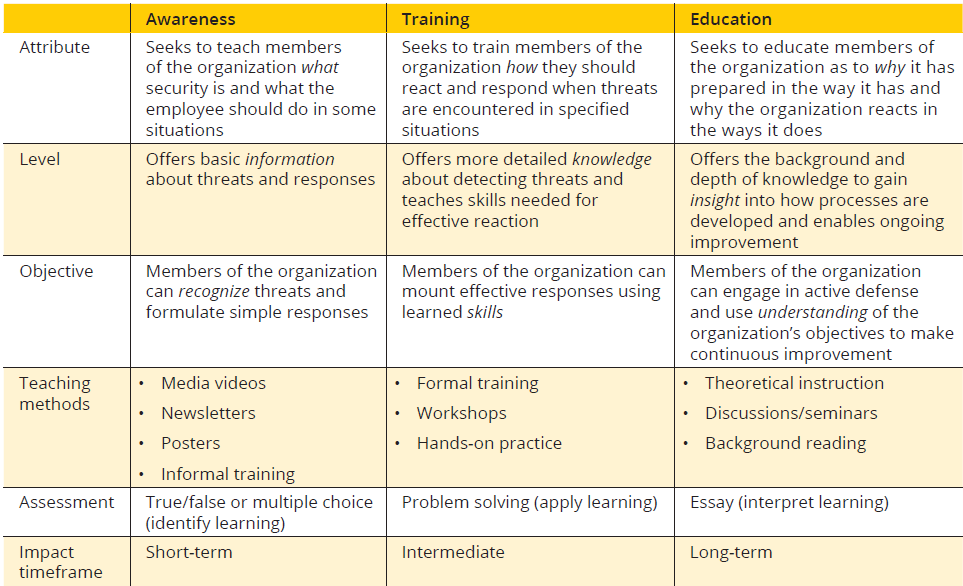 Awareness
Training
Education
Attribute
Seeks to teach members
of the organization what
security is and what the
employee should do in some
situations
Seeks to train members of the
organization how they should
react and respond when threats
are encountered in specified
situations
Seeks to educate members of
the organization as to why it has
prepared in the way it has and
why the organization reacts in
the ways it does
Level
Offers basic information
about threats and responses
Offers more detailed knowledge
about detecting threats and
teaches skills needed for
effective reaction
Offers the background and
depth of knowledge to gain
insight into how processes are
developed and enables ongoing
improvement
Objective
Members of the organization
can recognize threats and
formulate simple responses
Members of the organization can
mount effective responses using
learned skills
Members of the organization
can engage in active defense
and use understanding of the
organization’s objectives to make
continuous improvement
Teaching
methods
• Media videos
• Newsletters
• Posters
• Informal training
• Formal training
• Workshops
• Hands-on practice
• Theoretical instruction
• Discussions/seminars
• Background reading
Assessment
True/false or multiple choice
(identify learning)
Problem solving (apply learning)
Essay (interpret learning)
Impact
timeframe
Short-term
Intermediate
Long-term